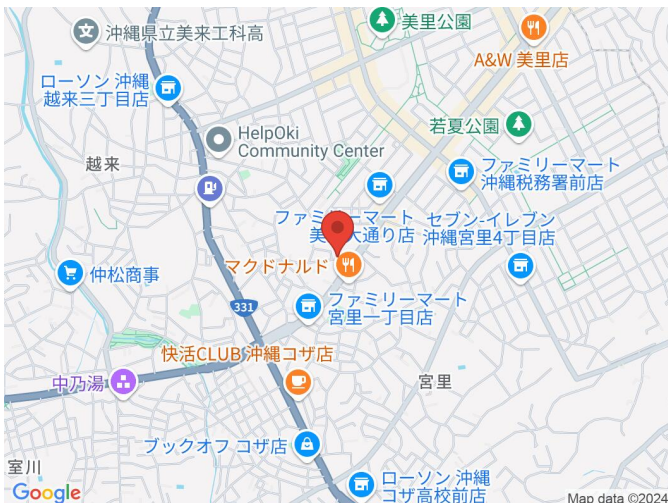 沖縄県立美来工科高
美里公園
A&W 美里店
ローソン 沖縄
越来三丁目店
若夏公園
HelpOki
Community Center
越来
ファミリーマート
沖縄税務署前店
ファミリーマート
美
大通り店
セブン-イレブン
沖縄宮里4丁目店
マクドナルド
仲松商事
ファミリーマート
宮里一丁目店
331
快活CLUB 沖縄コザ店
中乃湯
宮里
ブックオフ コザ店
室川
ローソン 沖縄
コザ高校前店
Google
Map data ©2024